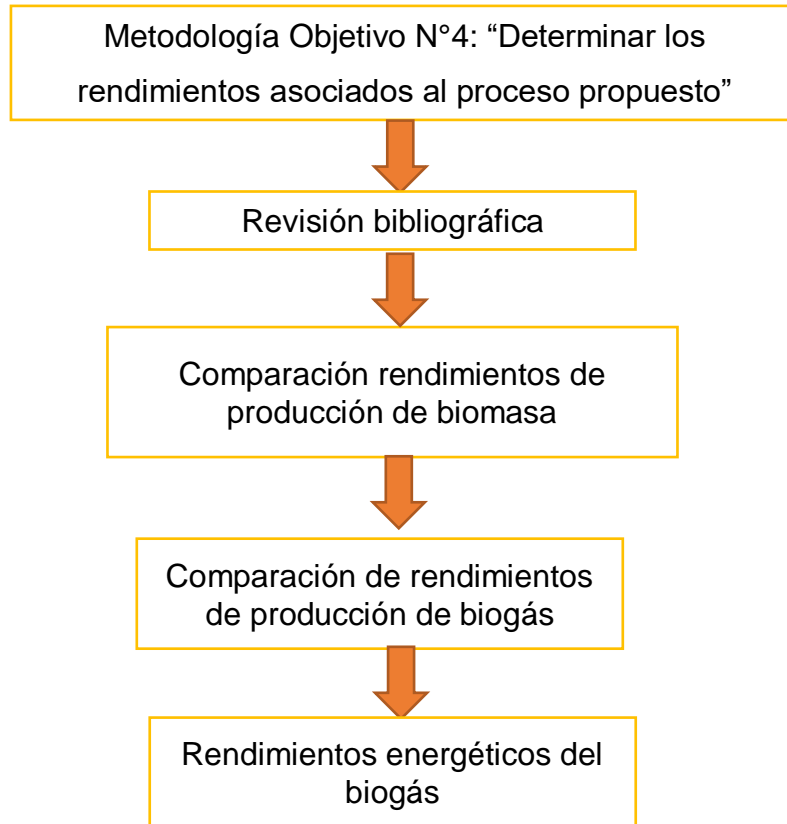 Metodología Objetivo N°4: “Determinar los
rendimientos asociados al proceso propuesto”
Revisión bibliográfica
Comparación rendimientos de
producción de biomasa
Comparación de rendimientos
de producción de biogás
Rendimientos energéticos del
biogás